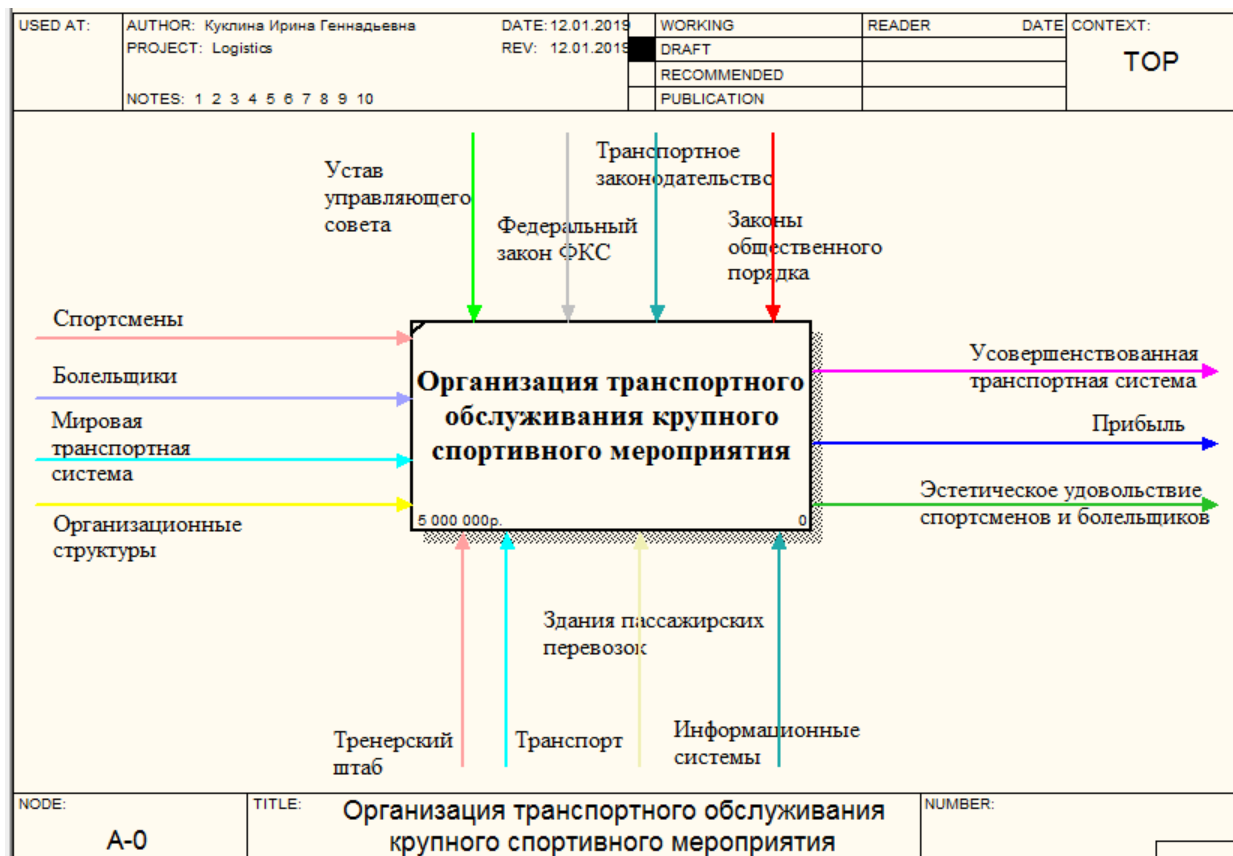 USED AT:
AUTHOR: Куклина Ирина Геннадьевна
DATE: 12.01.2019
WORKING
READER
DATE
CONTEXT:
PROJECT: Logistics
REV: 12.01.2019
DRAFT
TOP
RECOMMENDED
NOTES: 1 2 3 4 5 6 7 8 9 10
PUBLICATION
Устав
управляющего
совета
Федеральный
закон ФКС
Транспортное
законодательство
Законы
общественного
порядка
Спортсмены
Болельщики
Мировая
транспортная
система
Организационные
структуры
Организация транспортного
обслуживания крупного
спортивного мероприятия
5 000 000р.
0
Усовершенствованная
транспортная система
Прибыль
Эстетическое удовольствие
спортсменов и болельщиков
Здания пассажирских
перевозок
Тренерский
штаб
Транспорт
Информационные
системы
NODE:
A-0
TITLE:
Организация транспортного обслуживания
крупного спортивного мероприятия
NUMBER: